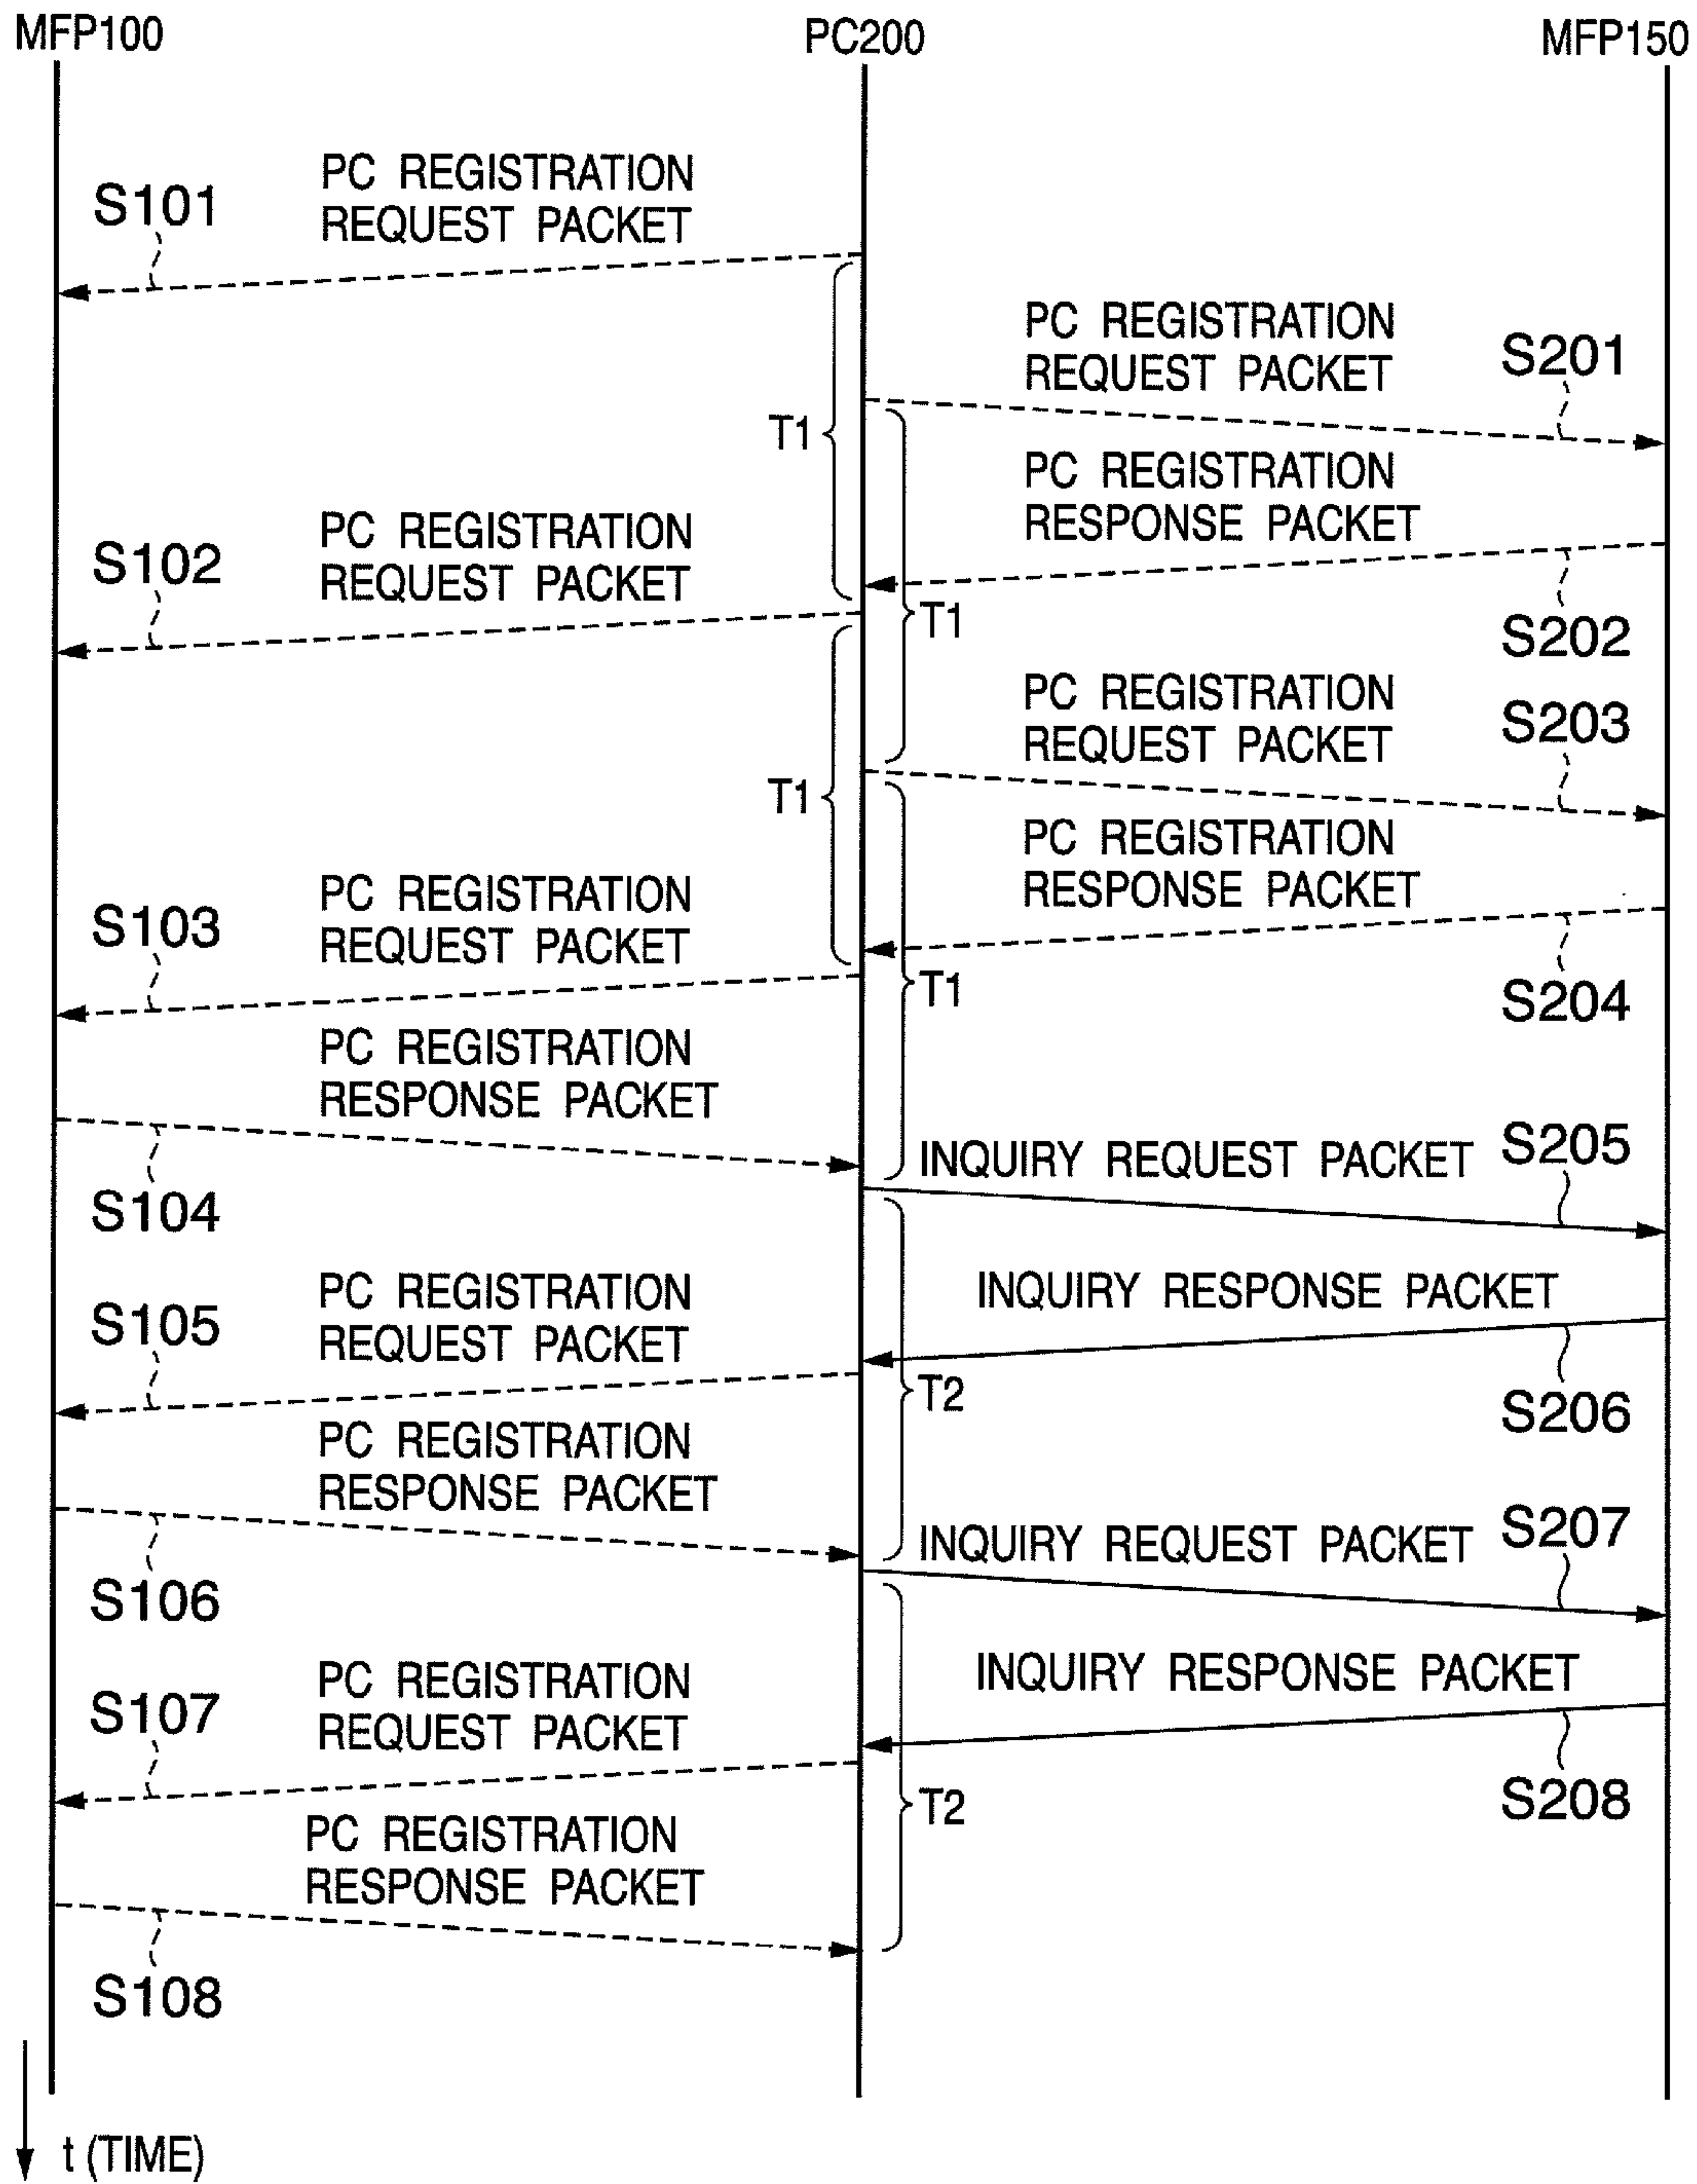 MFP100
PC200
MFP150
PC REGISTRATION
REQUEST PACKET
S101
PC REGISTRATION
REQUEST PACKET
S201
T1
PC REGISTRATION
RESPONSE PACKET
S202
PC REGISTRATION
REQUEST PACKET
S102
T1
PC REGISTRATION
REQUEST PACKET
S203
T1
PC REGISTRATION
RESPONSE PACKET
S204
PC REGISTRATION
REQUEST PACKET
S103
T1
PC REGISTRATION
RESPONSE PACKET
S104
INQUIRY REQUEST PACKET
S205
INQUIRY RESPONSE PACKET
S206
PC REGISTRATION
REQUEST PACKET
S105
T2
PC REGISTRATION
RESPONSE PACKET
S106
INQUIRY REQUEST PACKET
S207
INQUIRY RESPONSE PACKET
S208
PC REGISTRATION
REQUEST PACKET
S107
T2
PC REGISTRATION
RESPONSE PACKET
S108
t (TIME)